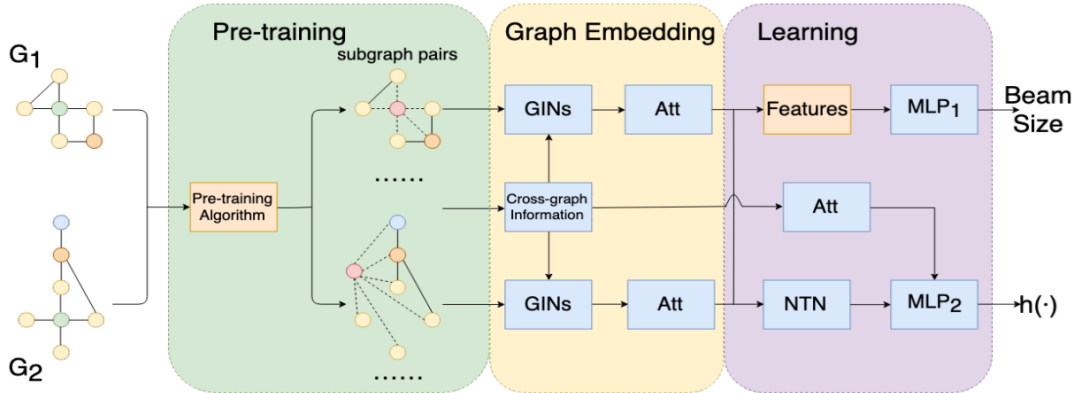 Pre-training
Graph Embedding
Learning
G1
subgraph pairs
GINs
Att
Features
MLP1
Beam
Size
......
Pre-training
Algorithm
Cross-graph
Information
Att
GINs
Att
NTN
MLP2
h(·)
G2
......